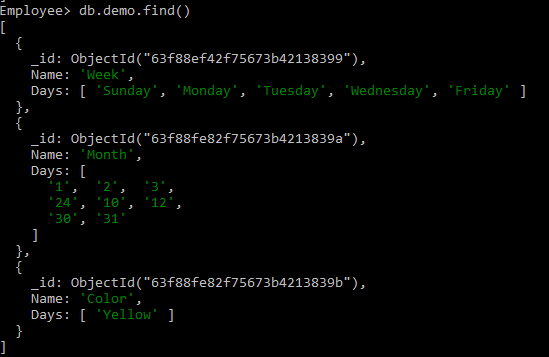 Employee> db.demo.find()
[
  {
    _id: ObjectId("63f88ef42f75673b42138399"),
    Name: 'Week',
    Days: [ 'Sunday', 'Monday', 'Tuesday', 'Wednesday', 'Friday' ]
  },
  {
    _id: ObjectId("63f88fe82f75673b4213839a"),
    Name: 'Month',
    Days: [
      '1',  '2',  '3',
      '24', '10', '12',
      '30', '31'
    ]
  },
  {
    _id: ObjectId("63f88fe82f75673b4213839b"),
    Name: 'Color',
    Days: [ 'Yellow' ]
  }
]